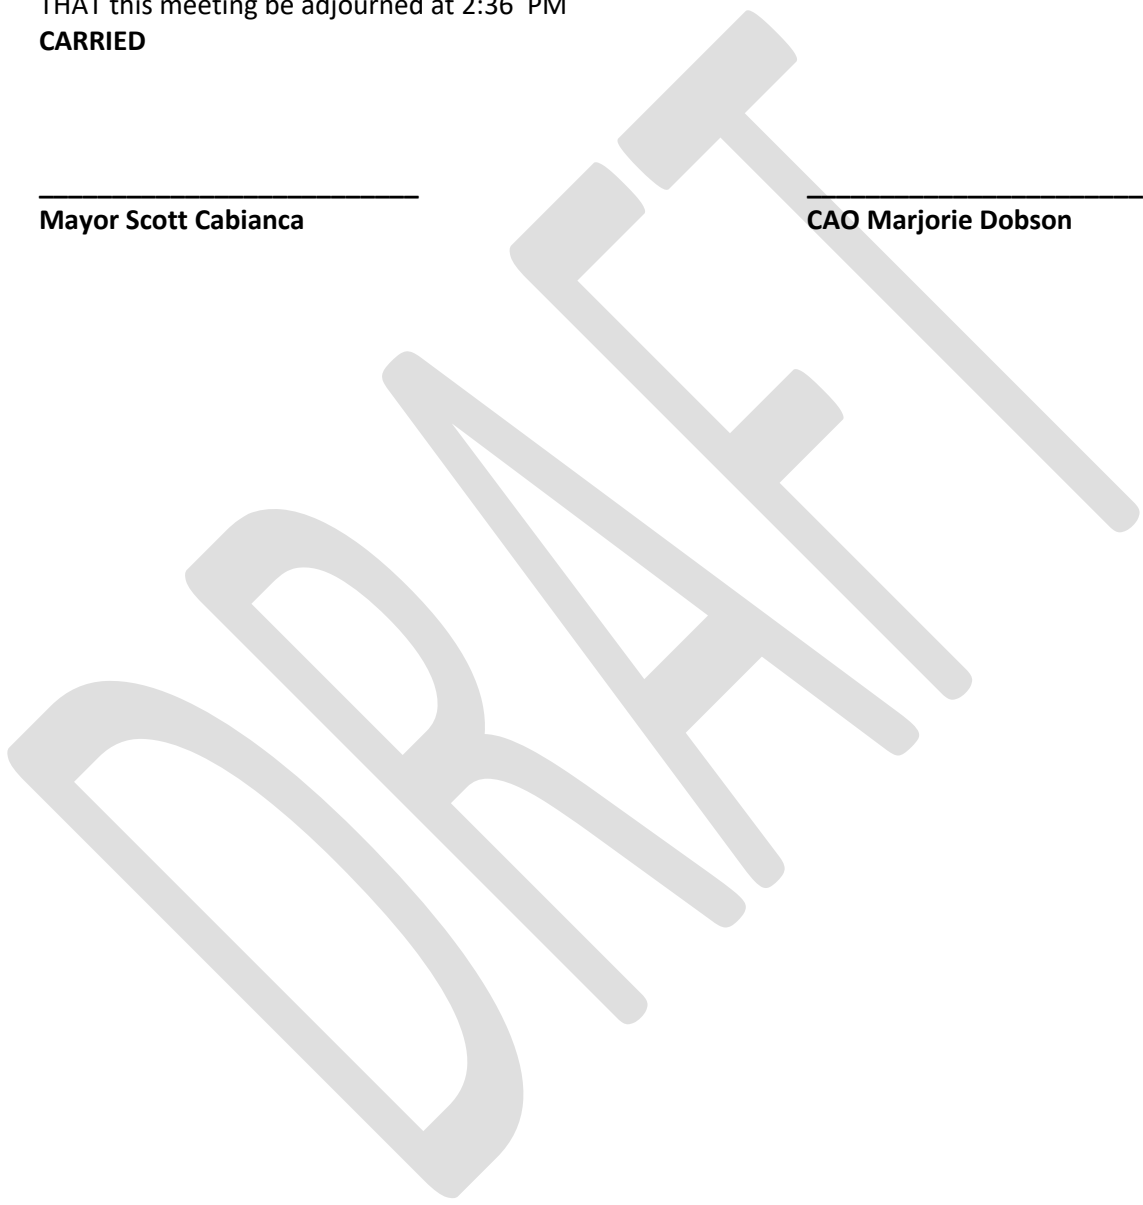 THAT this meeting be adjourned at 2:36  PM
CARRIED
Mayor Scott Cabianca
CAO Marjorie Dobson
DRAFT